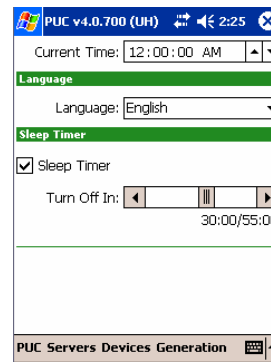 PUC v4.0.700 (UH) 2:25
Current Time: 12:00:00 AM
Language
Language: English
Sleep Timer
Sleep Timer
Turn Off In:
30:00/55:0
PUC Servers Devices Generation